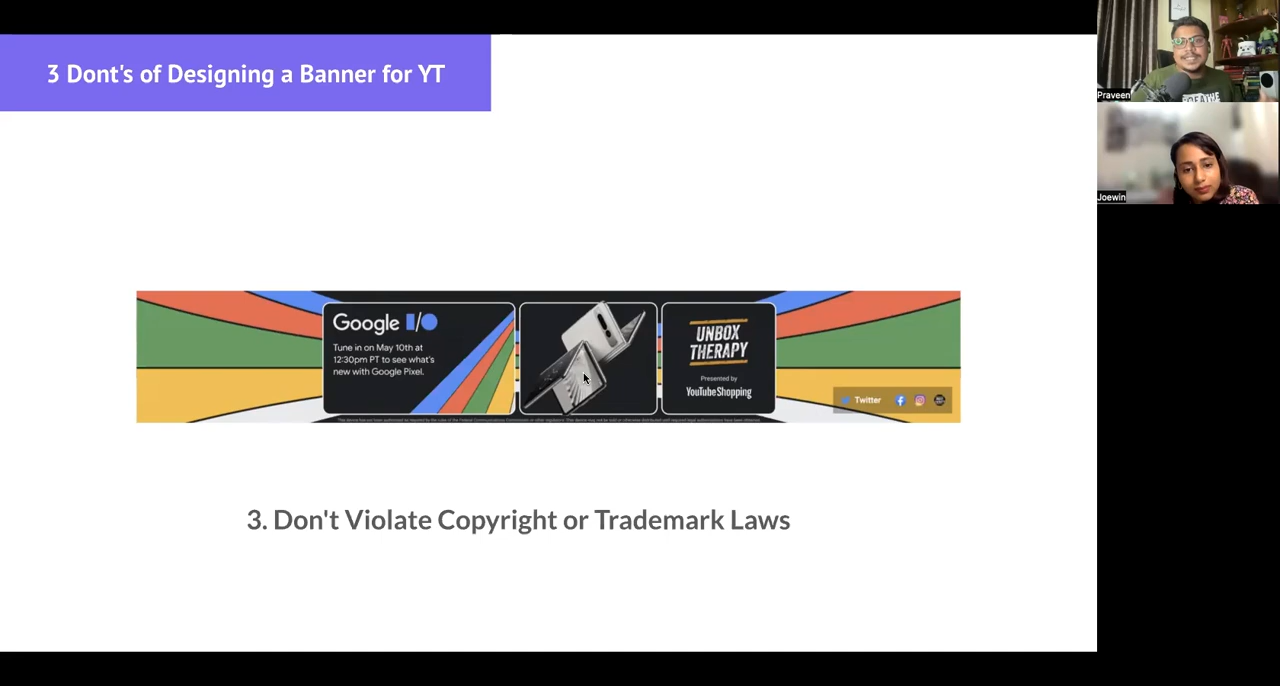 3 Dont's of Designing a Banner for YT
Praveen
Joewin
Google I/O
Tune in on May 10th at
12:30pm PT to see what's
new with Google Pixel.
UNBOX
THERAPY
Presented by
YouTube Shopping
Twitter
3. Don't Violate Copyright or Trademark Laws